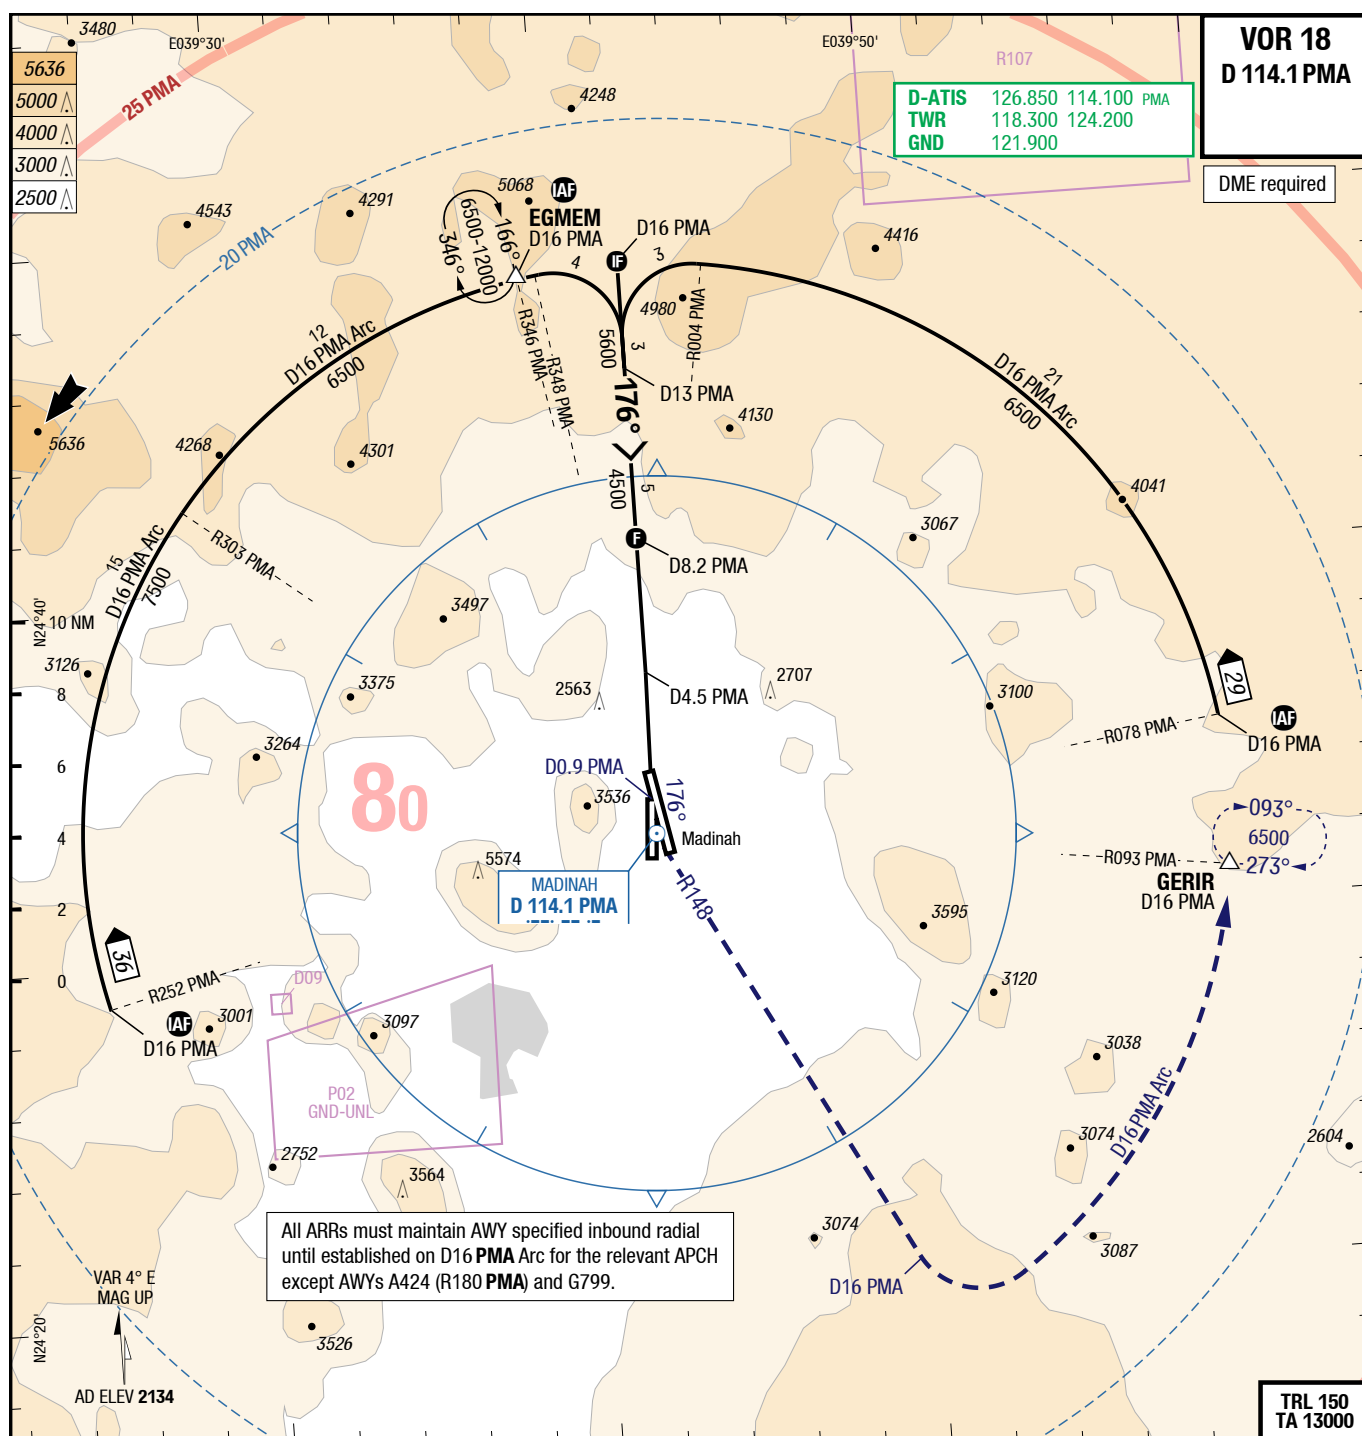 3480
E039°30'
E039°50'
R107
VOR 18
D 114.1 PMA
5636
5000
4000
3000
2500
25 PMA
4248
D-ATIS 126.850 114.100 PMA
TWR 118.300 124.200
GND 121.900
DME required
4543
4291
5068
IAF
EGMEM
D16 PMA
6500-12000
166°
346°
D16 PMA
IF
4416
20 PMA
4
3
4980
R004 PMA
12
D16 PMA Arc
6500
R346 PMA
R348 PMA
5600
3
D13 PMA
176°
21
D16 PMA Arc
6500
5636
4268
4301
4130
4500
5
4041
R303 PMA
15
D16 PMA Arc
7500
F
D8.2 PMA
3067
N24°40'
10 NM
3497
3126
8
3375
2563
D4.5 PMA
2707
3100
29
IAF
D16 PMA
R078 PMA
3264
6
80
D0.9 PMA
176°
3536
Madinah
4
093°
6500
273°
R093 PMA
GERIR
D16 PMA
5574
MADINAH
D 114.1 PMA
R148
2
3595
36
R252 PMA
0
D09
3120
IAF
D16 PMA
3001
3097
3038
P02
GND-UNL
D16 PMA Arc
3074
2604
2752
3564
All ARRs must maintain AWY specified inbound radial
until established on D16 PMA Arc for the relevant APCH
except AWYs A424 (R180 PMA) and G799.
3074
3087
D16 PMA
VAR 4° E
MAG UP
N24°20'
3526
AD ELEV 2134
TRL 150
TA 13000